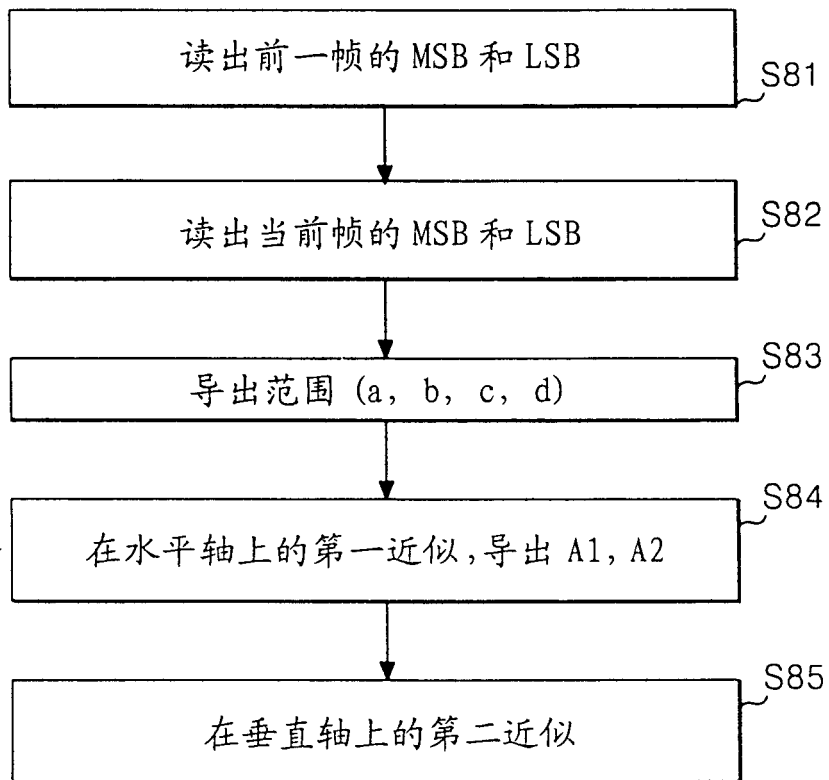 读出前一帧的 MSB 和 LSB
S81
读出当前帧的 MSB 和 LSB
S82
导出范围 (a, b, c, d)
S83
在水平轴上的第一近似,导出 A1, A2
S84
在垂直轴上的第二近似
S85